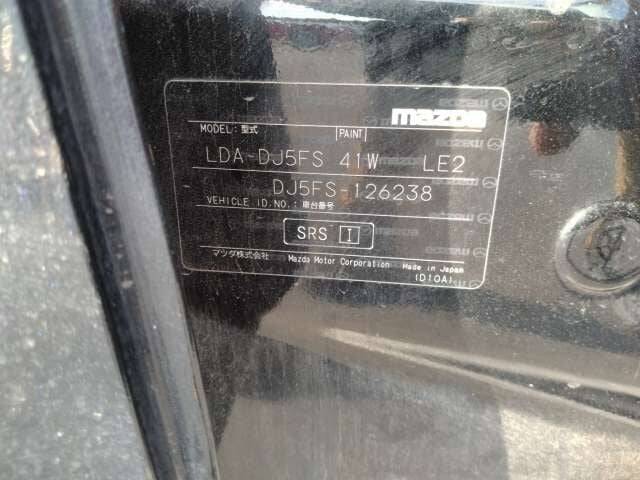 mazda
MODEL: 型式 PAINT
LDA-DJ5FS 41W LE2
DJ5FS-126238
VEHICLE ID.NO.: 車台番号
SRS I
マツダ株式会社 Mazda Motor Corporation Made in Japan